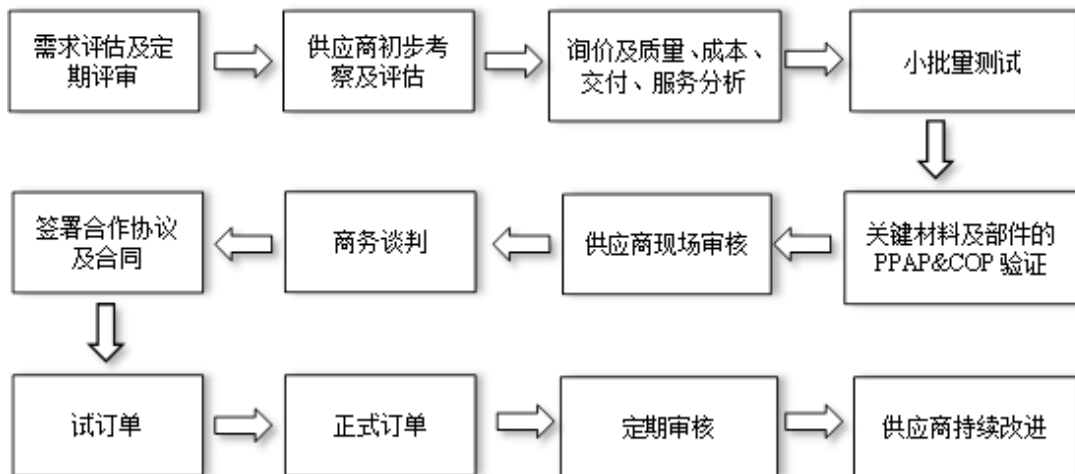 需求评估及定
期评审
供应商初步考
察及评估
询价及质量、成本、
交付、服务分析
小批量测试
关键材料及部件的
PPAP&COP 验证
供应商现场审核
商务谈判
签署合作协议
及合同
试订单
正式订单
定期审核
供应商持续改进